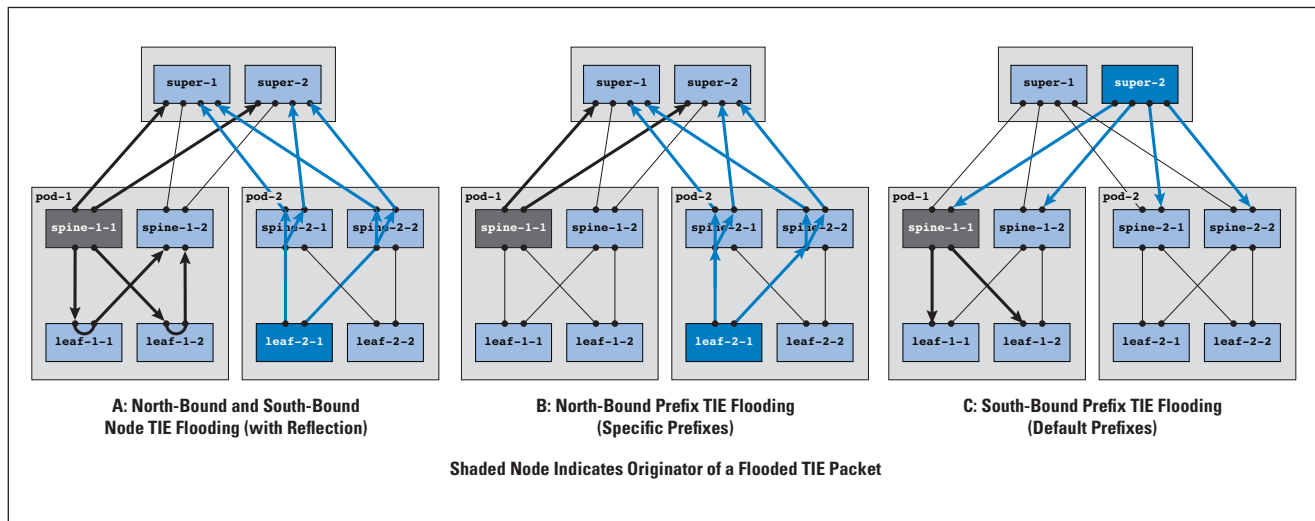 super-1 super-2
pod-1 pod-2
spine-1-1 spine-1-2 spine-2-1 spine-2-2
leaf-1-1 leaf-1-2 leaf-2-1 leaf-2-2
A: North-Bound and South-Bound
Node TIE Flooding (with Reflection)
super-1 super-2
pod-1 pod-2
spine-1-1 spine-1-2 spine-2-1 spine-2-2
leaf-1-1 leaf-1-2 leaf-2-1 leaf-2-2
B: North-Bound Prefix TIE Flooding
(Specific Prefixes)
super-1 super-2
pod-1 pod-2
spine-1-1 spine-1-2 spine-2-1 spine-2-2
leaf-1-1 leaf-1-2 leaf-2-1 leaf-2-2
C: South-Bound Prefix TIE Flooding
(Default Prefixes)
Shaded Node Indicates Originator of a Flooded TIE Packet